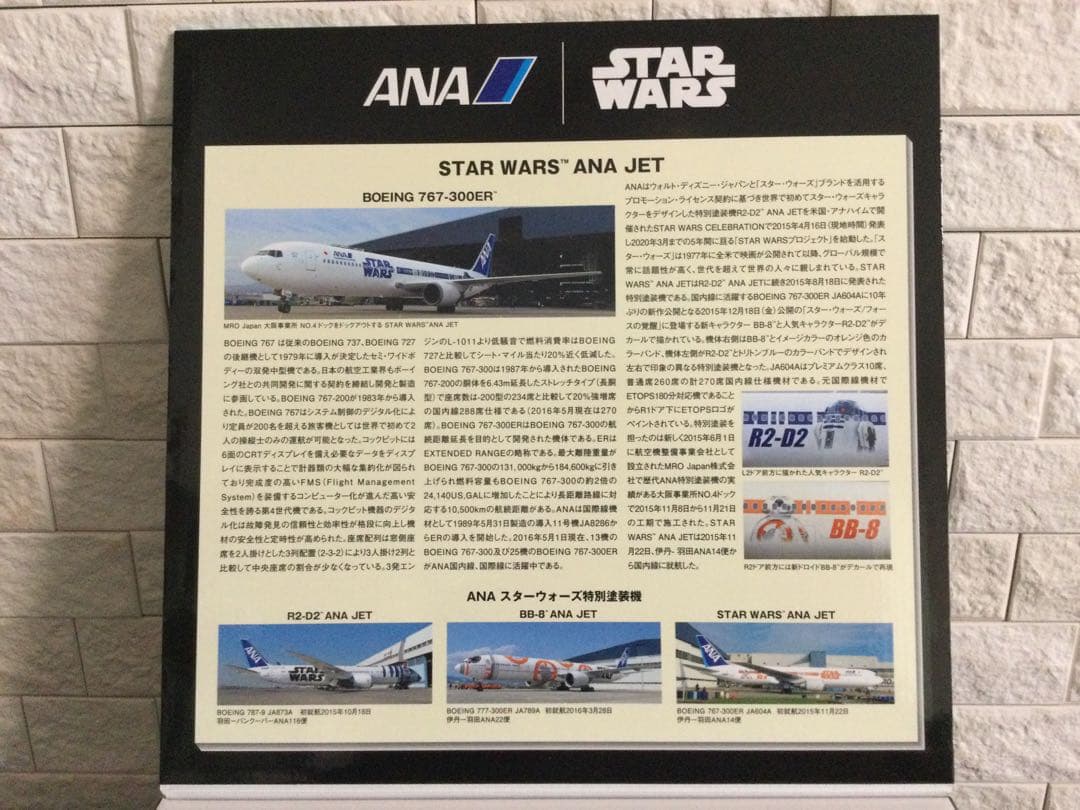 ANA
STAR
WARS
STAR WARS™ ANA JET
BOEING 767-300ER™
ANA
STAR
WARS
MRO Japan 大阪事業所 NO.4ドックをドックアウトする STAR WARS™ANA JET
BOEING 767 は従来のBOEING 737、BOEING 727
の後継機として1979年に導入が決定したセミ・ワイドボ
ディーの双発中型機である。日本の航空工業界もボーイ
ング社との共同開発に関する契約を締結し開発と製造
に参画している。BOEING 767-200が1983年から導入
された。BOEING 767はシステム制御のデジタル化によ
り定員が200名を超える旅客機としては世界で初めて2
人の操縦士のみの運航が可能となった。コックピットには
6面のCRTディスプレイを備え必要なデータをディスプ
レイに表示することで計器類の大幅な集約化が図られ
ており完成度の高いFMS(Flight Management
System)を装備するコンピューター化が進んだ高い安
全性を誇る第4世代機である。コックピット機器のデジタ
ル化は故障発見の信頼性と効率性が格段に向上し機
材の安全性と定時性が高められた。座席配列は窓側座
席を2人掛けとした3列配置(2-3-2)により3人掛け2列と
比較して中央座席の割合が少なくなっている。3発エン
ジンのL-1011より低騒音で燃料消費率はBOEING
727と比較してシート・マイル当たり20%近く低減した。
BOEING 767-300は1987年から導入されたBOEING
767-200の胴体を6.43m延長したストレッチタイプ(長胴
型)で座席数は-200型の234席と比較して20%強増席
の国内線288席仕様である(2016年5月現在は270
席)。BOEING 767-300ERはBOEING 767-300の航
続距離延長を目的として開発された機体である。ERは
EXTENDED RANGEの略称である。最大離陸重量が
BOEING 767-300の131,000kgから184,600kgに引き
上げられ燃料容量もBOEING 767-300の約2倍の
24,140US,GALに増加したことにより長距離路線に対
応する10,500kmの航続距離がある。ANAは国際線機
材として1989年5月31日製造の導入11号機JA8286か
らERの導入を開始した。2016年5月1日現在、13機の
BOEING 767-300及び25機のBOEING 767-300ER
がANA国内線、国際線に活躍中である。
ANAはウォルト・ディズニー・ジャパンと「スター・ウォーズ」ブランドを活用する
プロモーション・ライセンス契約に基づき世界で初めてスター・ウォーズキャラ
クターをデザインした特別塗装機R2-D2™ ANA JETを米国・アナハイムで開
催されたSTAR WARS CELEBRATIONで2015年4月16日(現地時間)発表
し2020年3月までの5年間に亘る「STAR WARSプロジェクト」を始動した。「ス
ター・ウォーズ」は1977年に全米で映画が公開されて以降、グローバル規模で
常に話題性が高く、世代を超えて世界の人々に親しまれている。STAR
WARS™ ANA JETはR2-D2™ ANA JETに続き2015年8月18日に発表された
特別塗装機である。国内線に活躍するBOEING 767-300ER JA604Aに10年
ぶりの新作公開となる2015年12月18日(金)公開の「スター・ウォーズ/フォース
の覚醒」に登場する新キャラクター BB-8™と人気キャラクターR2-D2™がデ
カールで描かれている。機体右側はBB-8™とイメージカラーのオレンジ色のカ
ラーバンド、機体左側がR2-D2™とトリトンブルーのカラーバンドでデザインされ
左右で印象の異なる特別塗装機となった。JA604Aはプレミアムクラス10席、
普通席260席の計270席国内線仕様機材である。元国際線機材で
ETOPS180分対応機であること
からR1ドア下にETOPSロゴが
ペイントされている。特別塗装を
担ったのは新しく2015年6月1日
に航空機整備事業会社として
設立されたMRO Japan株式会
社で歴代ANA特別塗装機の実
績がある大阪事業所NO.4ドック
で2015年11月8日から11月21日
の工期で施工された。STAR
WARS™ ANA JETは2015年11
月22日、伊丹-羽田ANA14便か
ら国内線に就航した。
R2-D2
L2ドア前方に描かれた人気キャラクター R2-D2™
BB-8
R2ドア前方には新ドロイドBB-8™がデカールで再現
ANA スターウォーズ特別塗装機
R2-D2™ ANA JET
ANA
STAR
WARS
BOEING 787-9 JA873A 初就航2015年10月18日
羽田ーバンクーバーANA116便
BB-8™ ANA JET
BOEING 777-300ER JA789A 初就航2016年3月28日
伊丹ー羽田ANA22便
STAR WARS™ ANA JET
ANA
STAR
WARS
BOEING 767-300ER JA604A 初就航2015年11月22日
伊丹ー羽田ANA14便